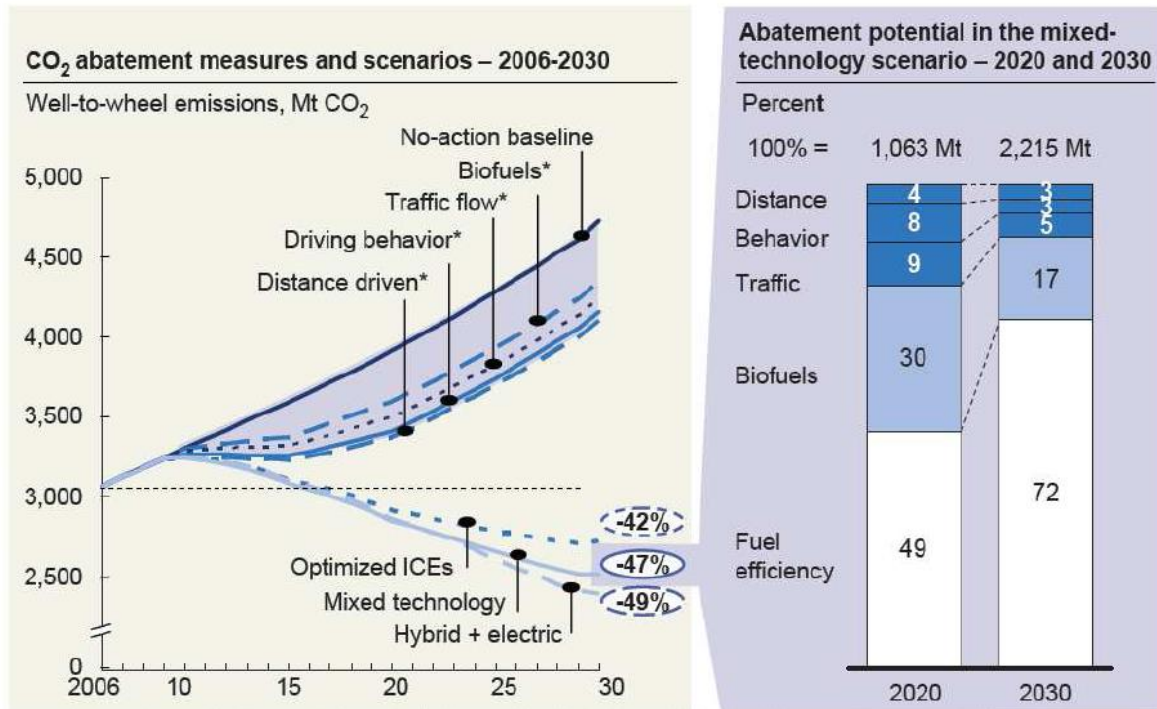 CO₂ abatement measures and scenarios – 2006-2030
Well-to-wheel emissions, Mt CO₂
No-action baseline
Biofuels*
Traffic flow*
Driving behavior*
Distance driven*
5,000
4,500
4,000
3,500
3,000
2,500
0
-42%
-47%
-49%
Optimized ICEs
Mixed technology
Hybrid + electric
2006 10 15 20 25 30
Abatement potential in the mixed-
technology scenario – 2020 and 2030
Percent
100% = 1,063 Mt 2,215 Mt
Distance 4 3
Behavior 8 3
Traffic 9 5
Biofuels 30 17
Fuel
efficiency 49 72
2020 2030